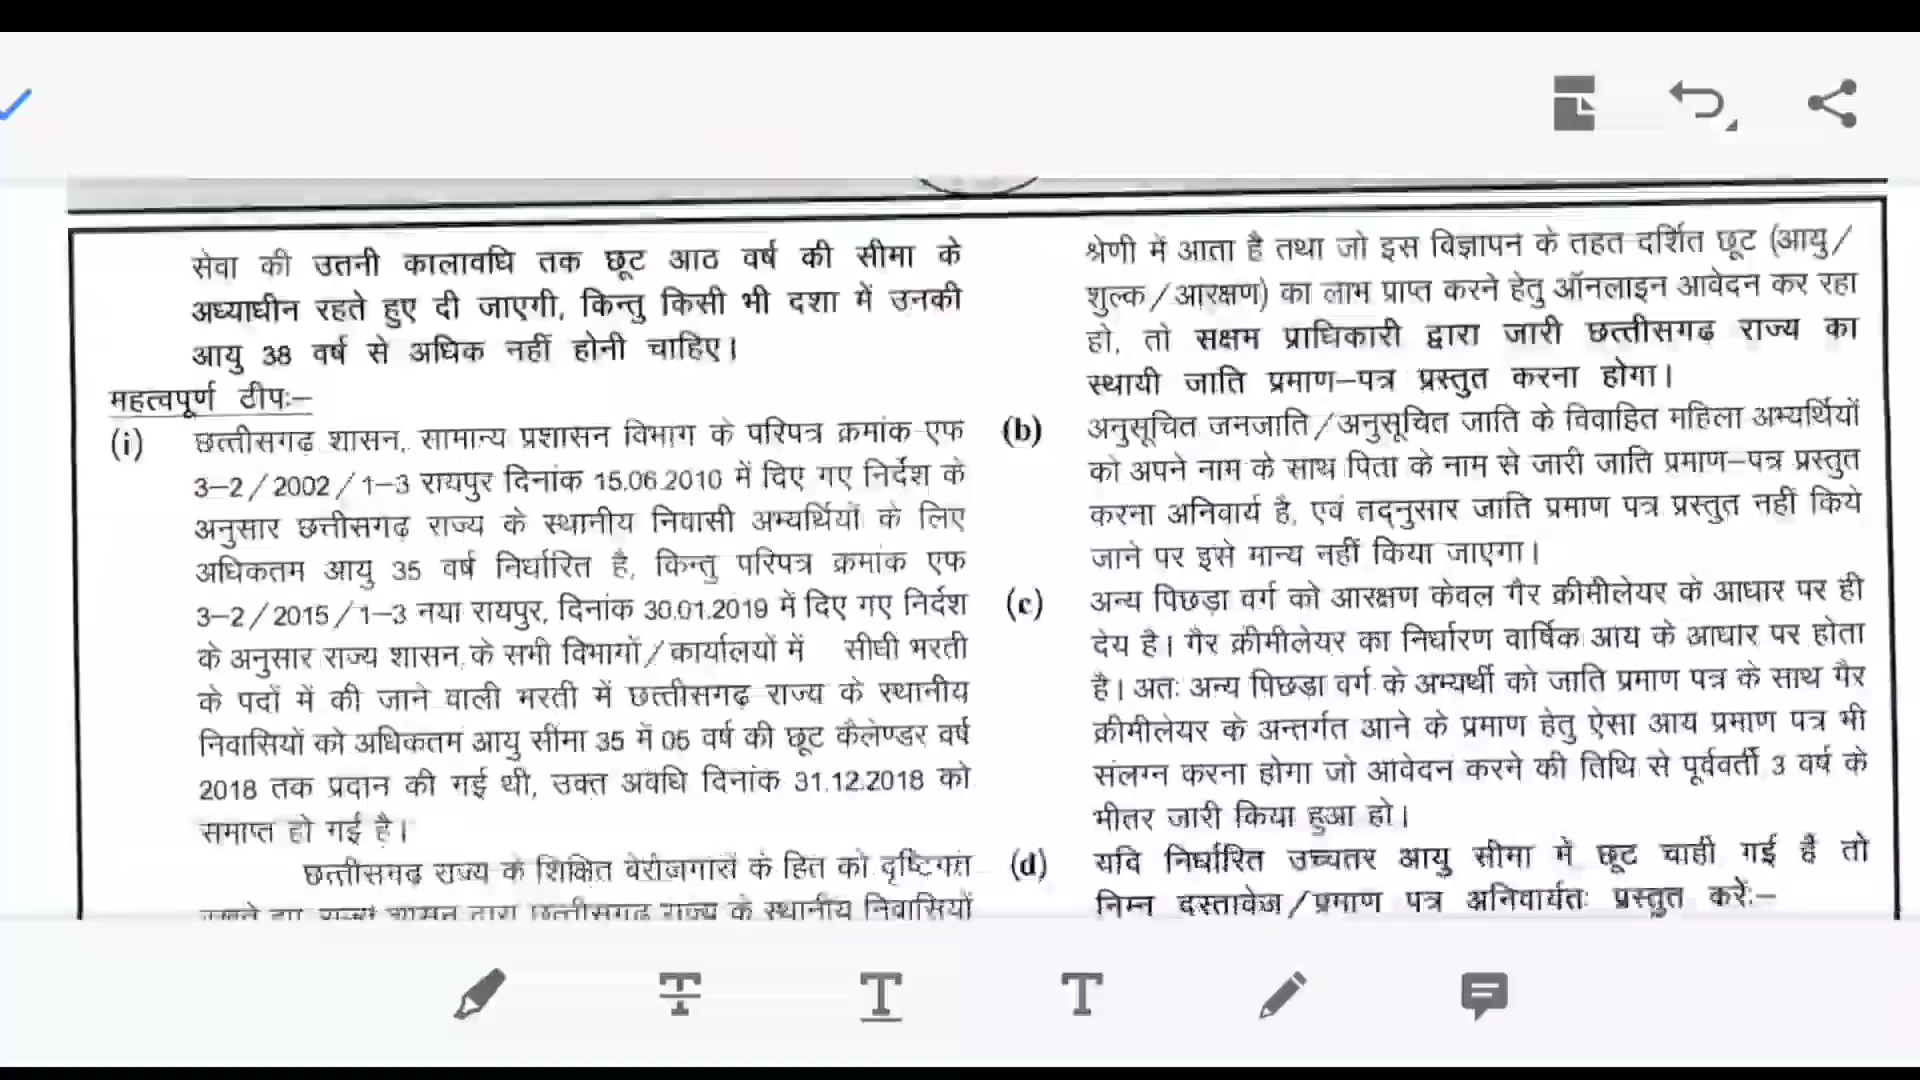 सेवा की उतनी कालावधि तक छूट आठ वर्ष की सीमा के
अध्याधीन रहते हुए दी जाएगी, किन्तु किसी भी दशा में उनकी
आयु 38 वर्ष से अधिक नहीं होनी चाहिए।
महत्वपूर्ण टीपः–
(i) छत्तीसगढ शासन, सामान्य प्रशासन विभाग के परिपत्र क्रमांक एफ
3–2/2002/1–3 रायपुर दिनांक 15.06.2010 में दिए गए निर्देश के
अनुसार छत्तीसगढ़ राज्य के स्थानीय निवासी अभ्यर्थियों के लिए
अधिकतम आयु 35 वर्ष निर्धारित है, किन्तु परिपत्र क्रमांक एफ
3–2/2015/1–3 नया रायपुर, दिनांक 30.01.2019 में दिए गए निर्देश
के अनुसार राज्य शासन के सभी विभागों/कार्यालयों में सीधी भरती
के पदों में की जाने वाली भरती में छत्तीसगढ़ राज्य के स्थानीय
निवासियों को अधिकतम आयु सीमा 35 में 05 वर्ष की छूट कैलेण्डर वर्ष
2018 तक प्रदान की गई थी, उक्त अवधि दिनांक 31.12.2018 को
समाप्त हो गई है।
छत्तीसगढ़ राज्य के शिक्षित बेरोजगारों के हित को दृष्टिगत
रखते हुए राज्य शासन द्वारा छत्तीसगढ़ राज्य के स्थानीय निवासियों
श्रेणी में आता है तथा जो इस विज्ञापन के तहत दर्शित छूट (आयु/
शुल्क/आरक्षण) का लाभ प्राप्त करने हेतु ऑनलाइन आवेदन कर रहा
हो, तो सक्षम प्राधिकारी द्वारा जारी छत्तीसगढ राज्य का
स्थायी जाति प्रमाण–पत्र प्रस्तुत करना होगा।
(b) अनुसूचित जनजाति/अनुसूचित जाति के विवाहित महिला अभ्यर्थियों
को अपने नाम के साथ पिता के नाम से जारी जाति प्रमाण–पत्र प्रस्तुत
करना अनिवार्य है, एवं तद्नुसार जाति प्रमाण पत्र प्रस्तुत नहीं किये
जाने पर इसे मान्य नहीं किया जाएगा।
(c) अन्य पिछड़ा वर्ग को आरक्षण केवल गैर क्रीमीलेयर के आधार पर ही
देय है। गैर क्रीमीलेयर का निर्धारण वार्षिक आय के आधार पर होता
है। अतः अन्य पिछड़ा वर्ग के अभ्यर्थी को जाति प्रमाण पत्र के साथ गैर
क्रीमीलेयर के अन्तर्गत आने के प्रमाण हेतु ऐसा आय प्रमाण पत्र भी
संलग्न करना होगा जो आवेदन करने की तिथि से पूर्ववर्ती 3 वर्ष के
भीतर जारी किया हुआ हो।
(d) यदि निर्धारित उच्चतर आयु सीमा में छूट चाही गई है तो
निम्न दस्तावेज/प्रमाण पत्र अनिवार्यतः प्रस्तुत करें:–